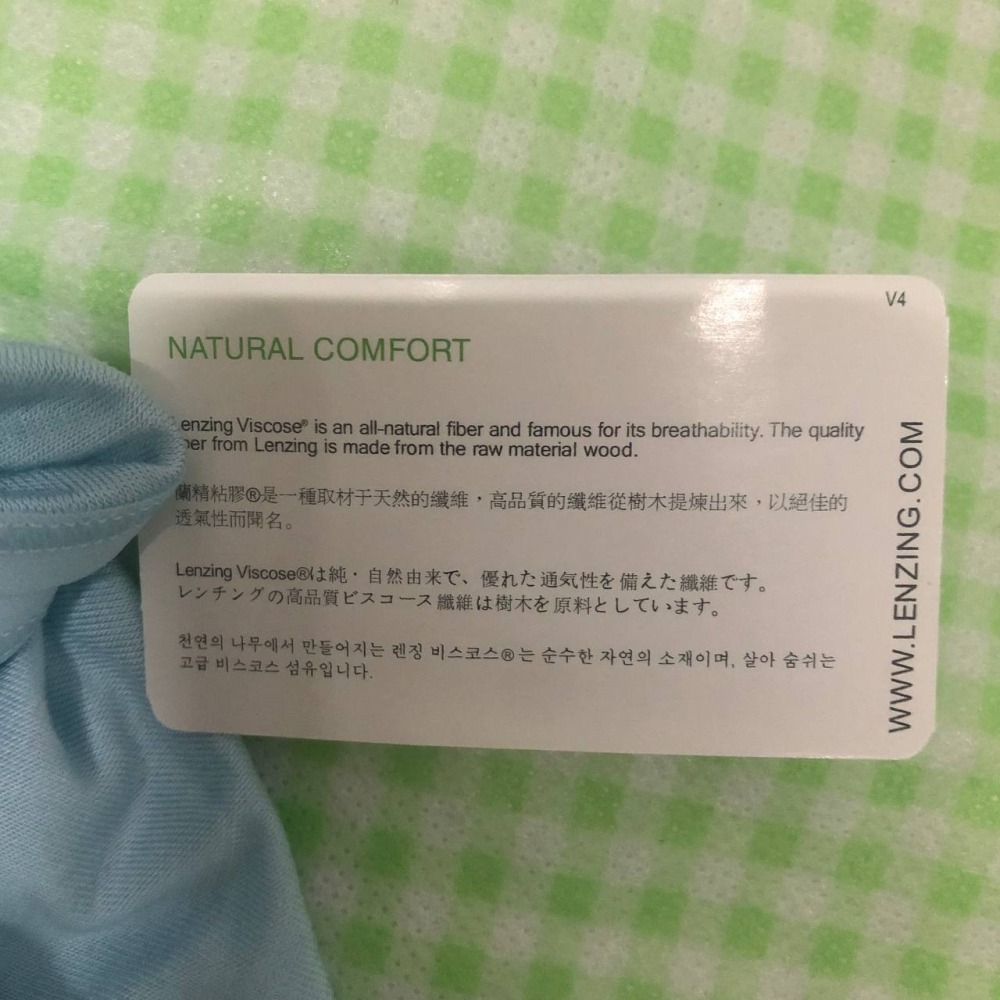 V4
NATURAL COMFORT
enzing Viscose® is an all-natural fiber and famous for its breathability. The quality
ber from Lenzing is made from the raw material wood.
蘭精粘膠®是一種取材于天然的纖維，高品質的纖維從樹木提煉出來，以絕佳的
透氣性而聞名。
Lenzing Viscose®は純・自然由来で、優れた通気性を備えた繊維です。
レンチングの高品質ビスコース繊維は樹木を原料としています。
천연의 나무에서 만들어지는 렌징 비스코스®는 순수한 자연의 소재이며, 살아 숨쉬는
고급 비스코스 섬유입니다.
WWW.LENZING.COM